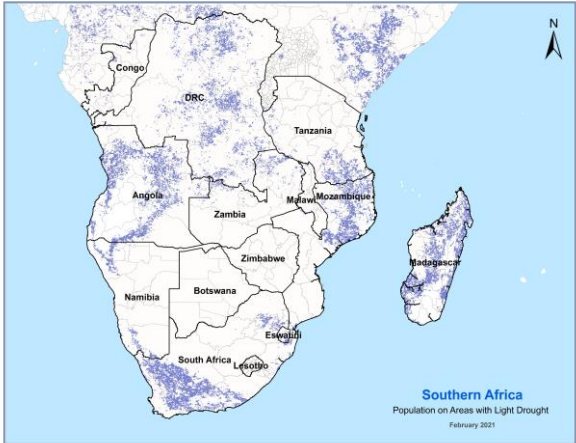 N
Congo
DRC
Tanzania
Angola
Zambia
Malawi
Mozambique
Madagascar
Zimbabwe
Namibia
Botswana
Eswatini
South Africa
Lesotho
Southern Africa
Population on Areas with Light Drought
February 2021